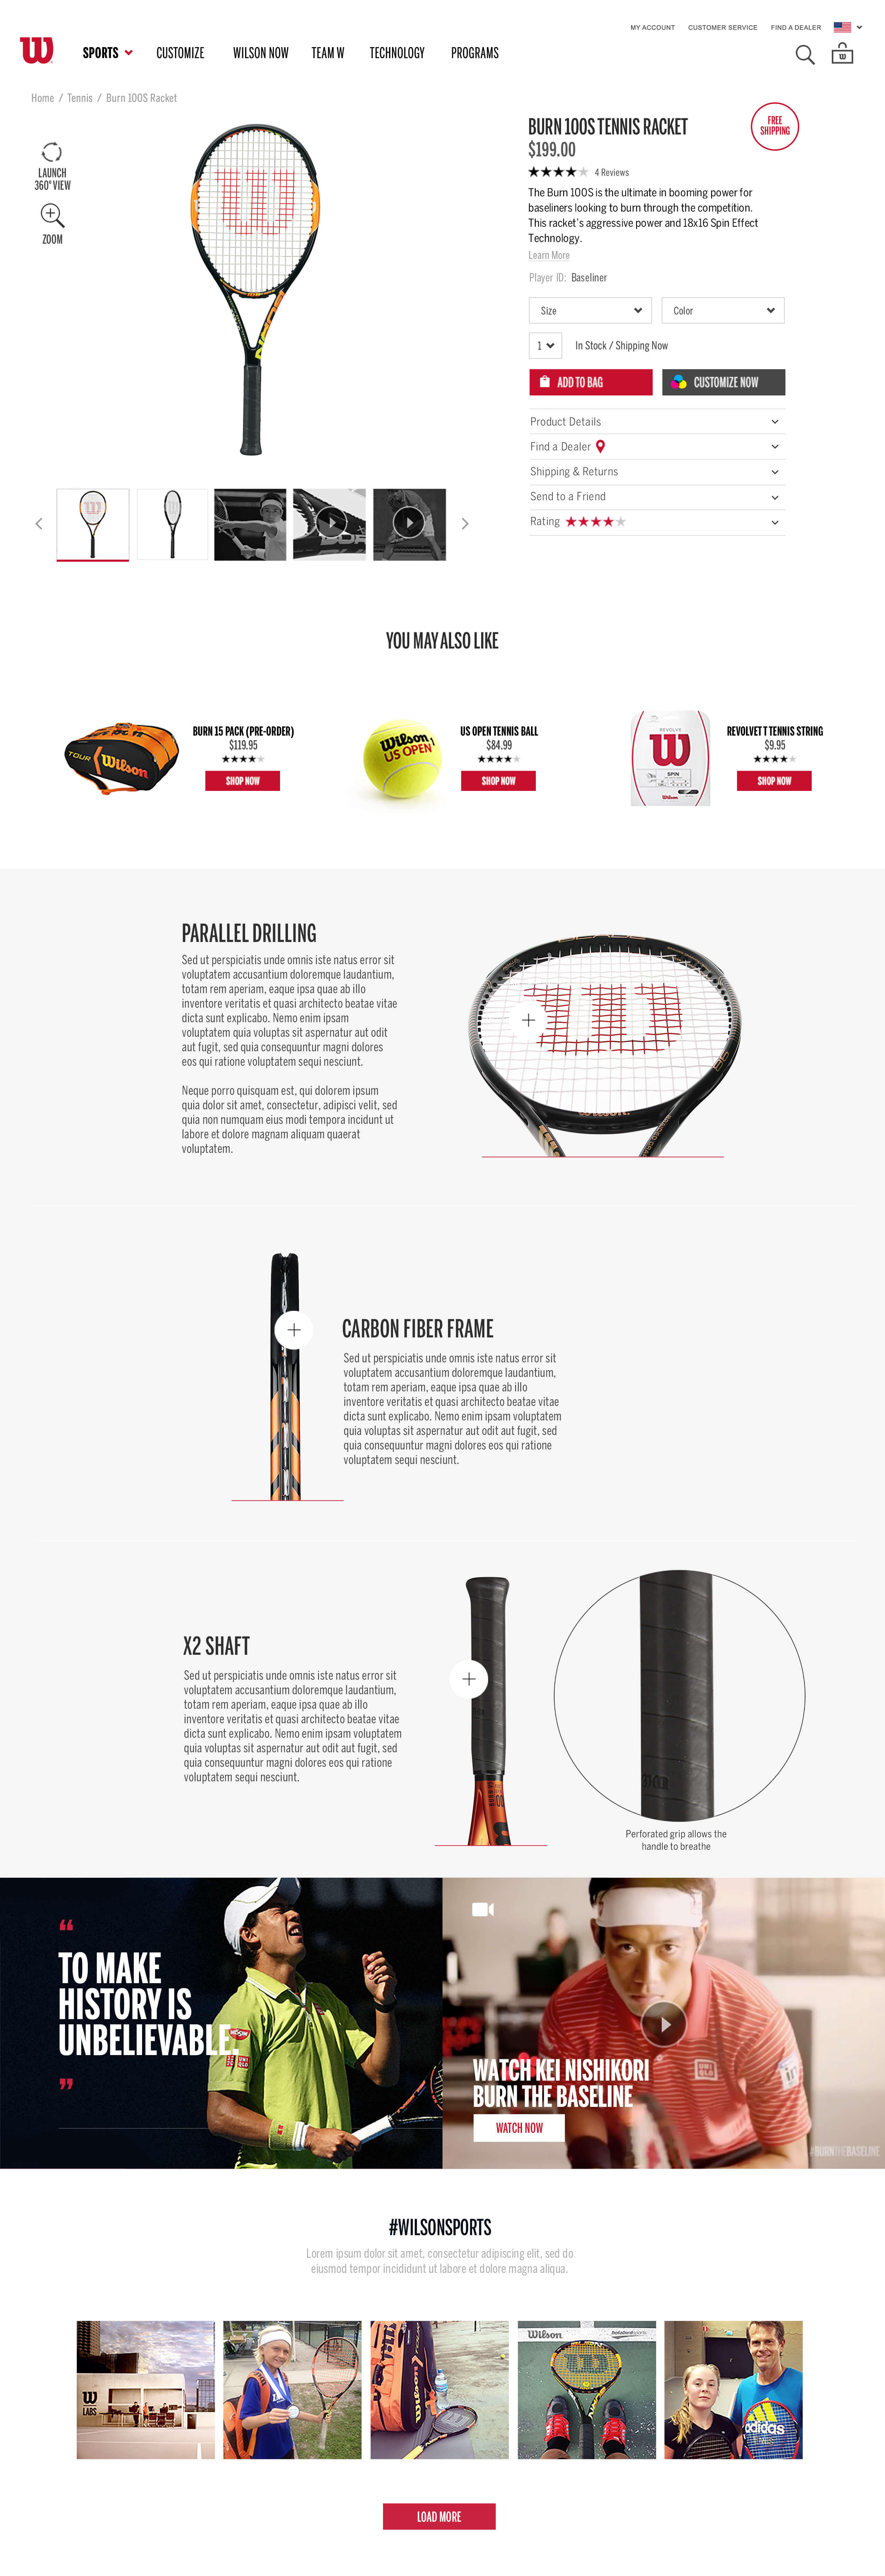 MY ACCOUNT
CUSTOMER SERVICE
FIND A DEALER
SPORTS
CUSTOMIZE
WILSON NOW
TEAM W
TECHNOLOGY
PROGRAMS
Home / Tennis / Burn 100S Racket
LAUNCH
360° VIEW
ZOOM
BURN 100S TENNIS RACKET
$199.00
FREE
SHIPPING
4 Reviews
The Burn 100S is the ultimate in booming power for
baseliners looking to burn through the competition.
This racket's aggressive power and 18x16 Spin Effect
Technology.
Learn More
Player ID: Baseliner
Size
Color
1
In Stock / Shipping Now
ADD TO BAG
CUSTOMIZE NOW
Product Details
Find a Dealer
Shipping & Returns
Send to a Friend
Rating
YOU MAY ALSO LIKE
TOUR
Wilson
BURN 15 PACK (PRE-ORDER)
$119.95
SHOP NOW
Wilson
US OPEN
1
US OPEN TENNIS BALL
$84.99
SHOP NOW
REVOLVE
SPIN
Wilson
REVOLVET T TENNIS STRING
$9.95
SHOP NOW
PARALLEL DRILLING
Sed ut perspiciatis unde omnis iste natus error sit
voluptatem accusantium doloremque laudantium,
totam rem aperiam, eaque ipsa quae ab illo
inventore veritatis et quasi architecto beatae vitae
dicta sunt explicabo. Nemo enim ipsam
voluptatem quia voluptas sit aspernatur aut odit
aut fugit, sed quia consequuntur magni dolores
eos qui ratione voluptatem sequi nesciunt.
Neque porro quisquam est, qui dolorem ipsum
quia dolor sit amet, consectetur, adipisci velit, sed
quia non numquam eius modi tempora incidunt ut
labore et dolore magnam aliquam quaerat
voluptatem.
CARBON FIBER FRAME
Sed ut perspiciatis unde omnis iste natus error sit
voluptatem accusantium doloremque laudantium,
totam rem aperiam, eaque ipsa quae ab illo
inventore veritatis et quasi architecto beatae vitae
dicta sunt explicabo. Nemo enim ipsam voluptatem
quia voluptas sit aspernatur aut odit aut fugit, sed
quia consequuntur magni dolores eos qui ratione
voluptatem sequi nesciunt.
X2 SHAFT
Sed ut perspiciatis unde omnis iste natus error sit
voluptatem accusantium doloremque laudantium,
totam rem aperiam, eaque ipsa quae ab illo
inventore veritatis et quasi architecto beatae vitae
dicta sunt explicabo. Nemo enim ipsam voluptatem
quia voluptas sit aspernatur aut odit aut fugit, sed
quia consequuntur magni dolores eos qui ratione
voluptatem sequi nesciunt.
Perforated grip allows the
handle to breathe
“
TO MAKE
HISTORY IS
UNBELIEVABLE.
”
NISSIN
UNI
QLO
WATCH KEI NISHIKORI
BURN THE BASELINE
WATCH NOW
UNI
QLO
#BURNTHEBASELINE
#WILSONSPORTS
Lorem ipsum dolor sit amet, consectetur adipiscing elit, sed do
eiusmod tempor incididunt ut labore et dolore magna aliqua.
W
LABS
Wilson
Wilson
adidas
LOAD MORE